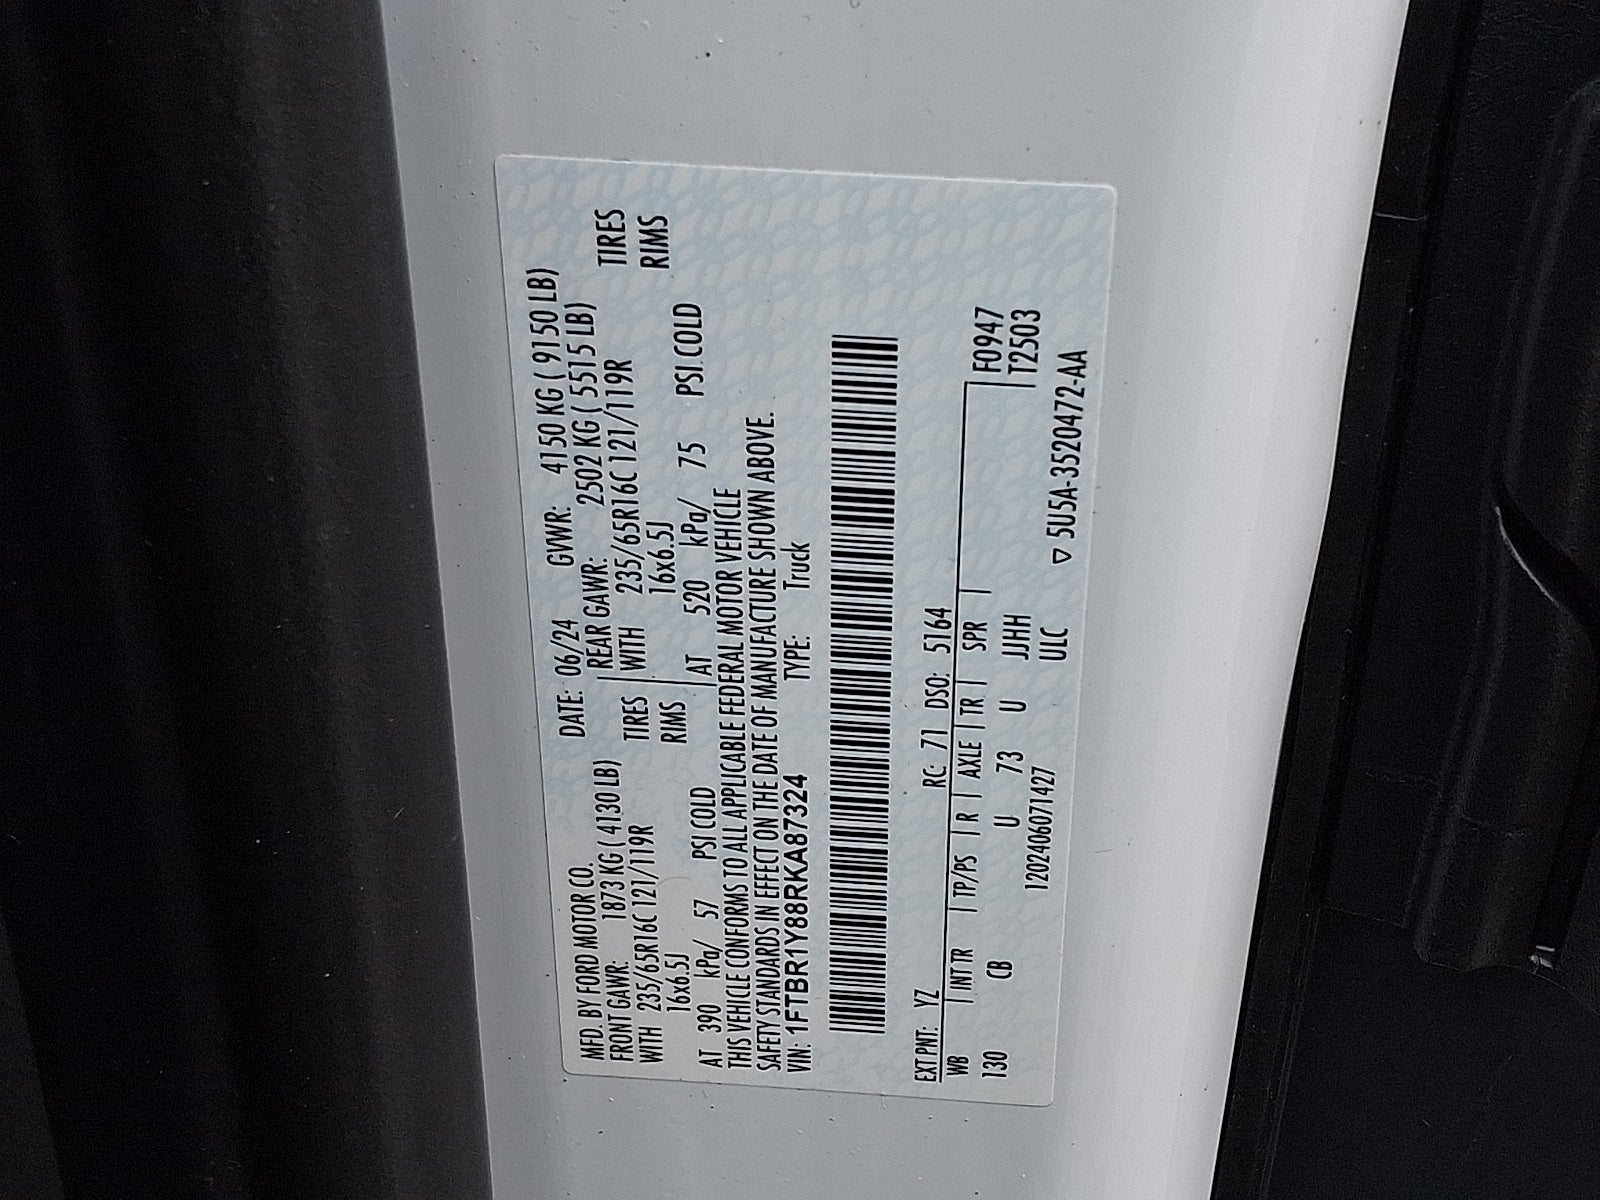 MFD. BY FORD MOTOR CO. DATE: 06/24 GVWR: 4150 KG ( 9150 LB)
FRONT GAWR: 1873 KG ( 4130 LB) REAR GAWR: 2502 KG ( 5515 LB)
WITH 235/65R16C 121/119R TIRES WITH 235/65R16C 121/119R TIRES
16x6.5J RIMS 16x6.5J RIMS
AT 390 kPa/ 57 PSI COLD AT 520 kPa/ 75 PSI COLD
THIS VEHICLE CONFORMS TO ALL APPLICABLE FEDERAL MOTOR VEHICLE
SAFETY STANDARDS IN EFFECT ON THE DATE OF MANUFACTURE SHOWN ABOVE.
VIN: 1FTBR1Y88RKA87324 TYPE: Truck
EXT PNT: YZ RC: 71 DSO: 5164
WB | INT TR | TP/PS | R | AXLE | TR | SPR | F0947
130 CB U 73 U JJHH T2503
1202406071427 ULC ▽ 5U5A-3520472-AA